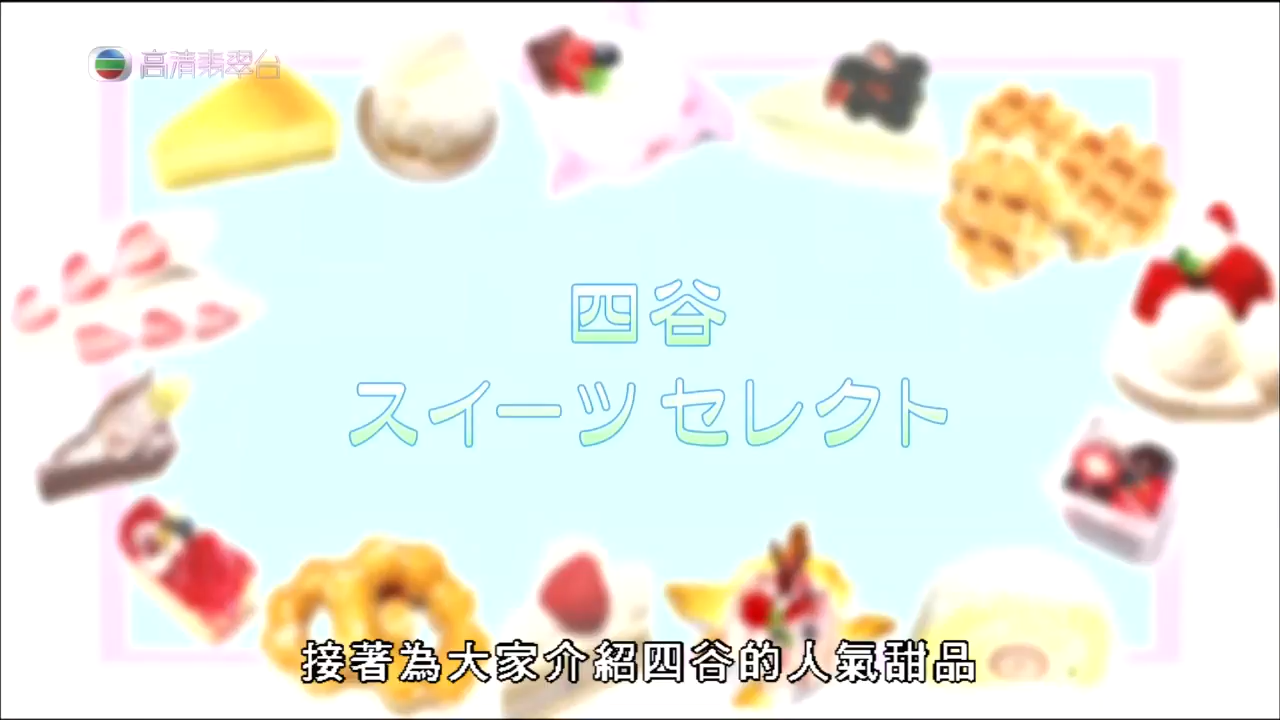 高清翡翠台
四谷
スイーツ セレクト
接著為大家介紹四谷的人氣甜品